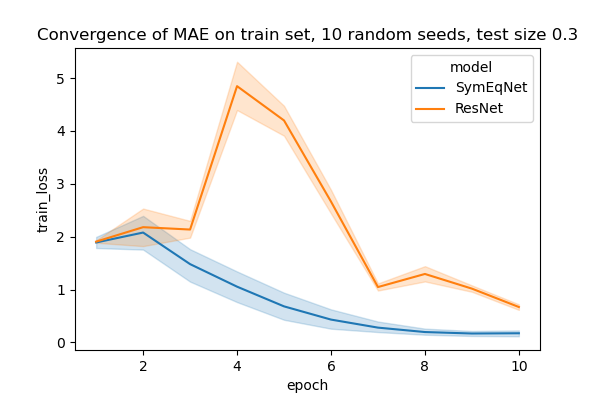 Convergence of MAE on train set, 10 random seeds, test size 0.3
model
SymEqNet
ResNet
train_loss
5
4
3
2
1
0
2
4
6
8
10
epoch